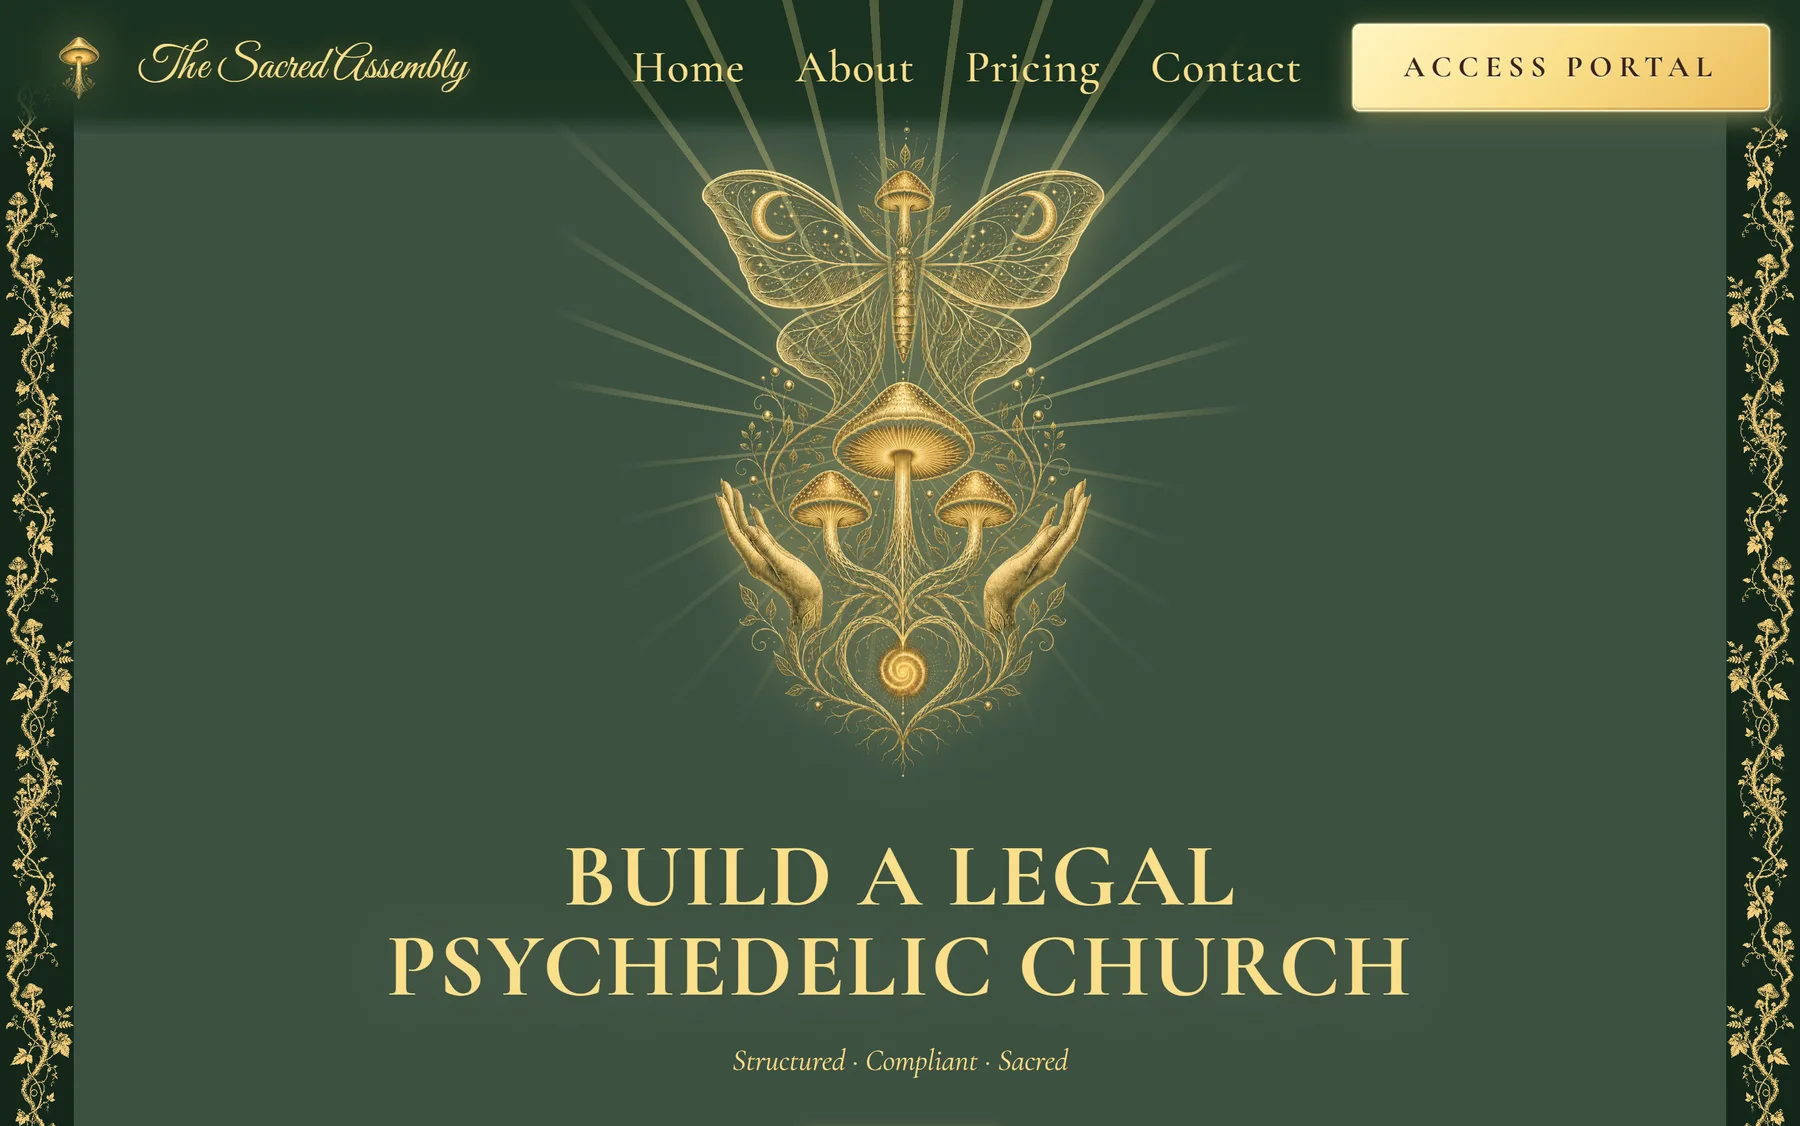 The Sacred Assembly
Home About Pricing Contact ACCESS PORTAL
BUILD A LEGAL
PSYCHEDELIC CHURCH
Structured · Compliant · Sacred